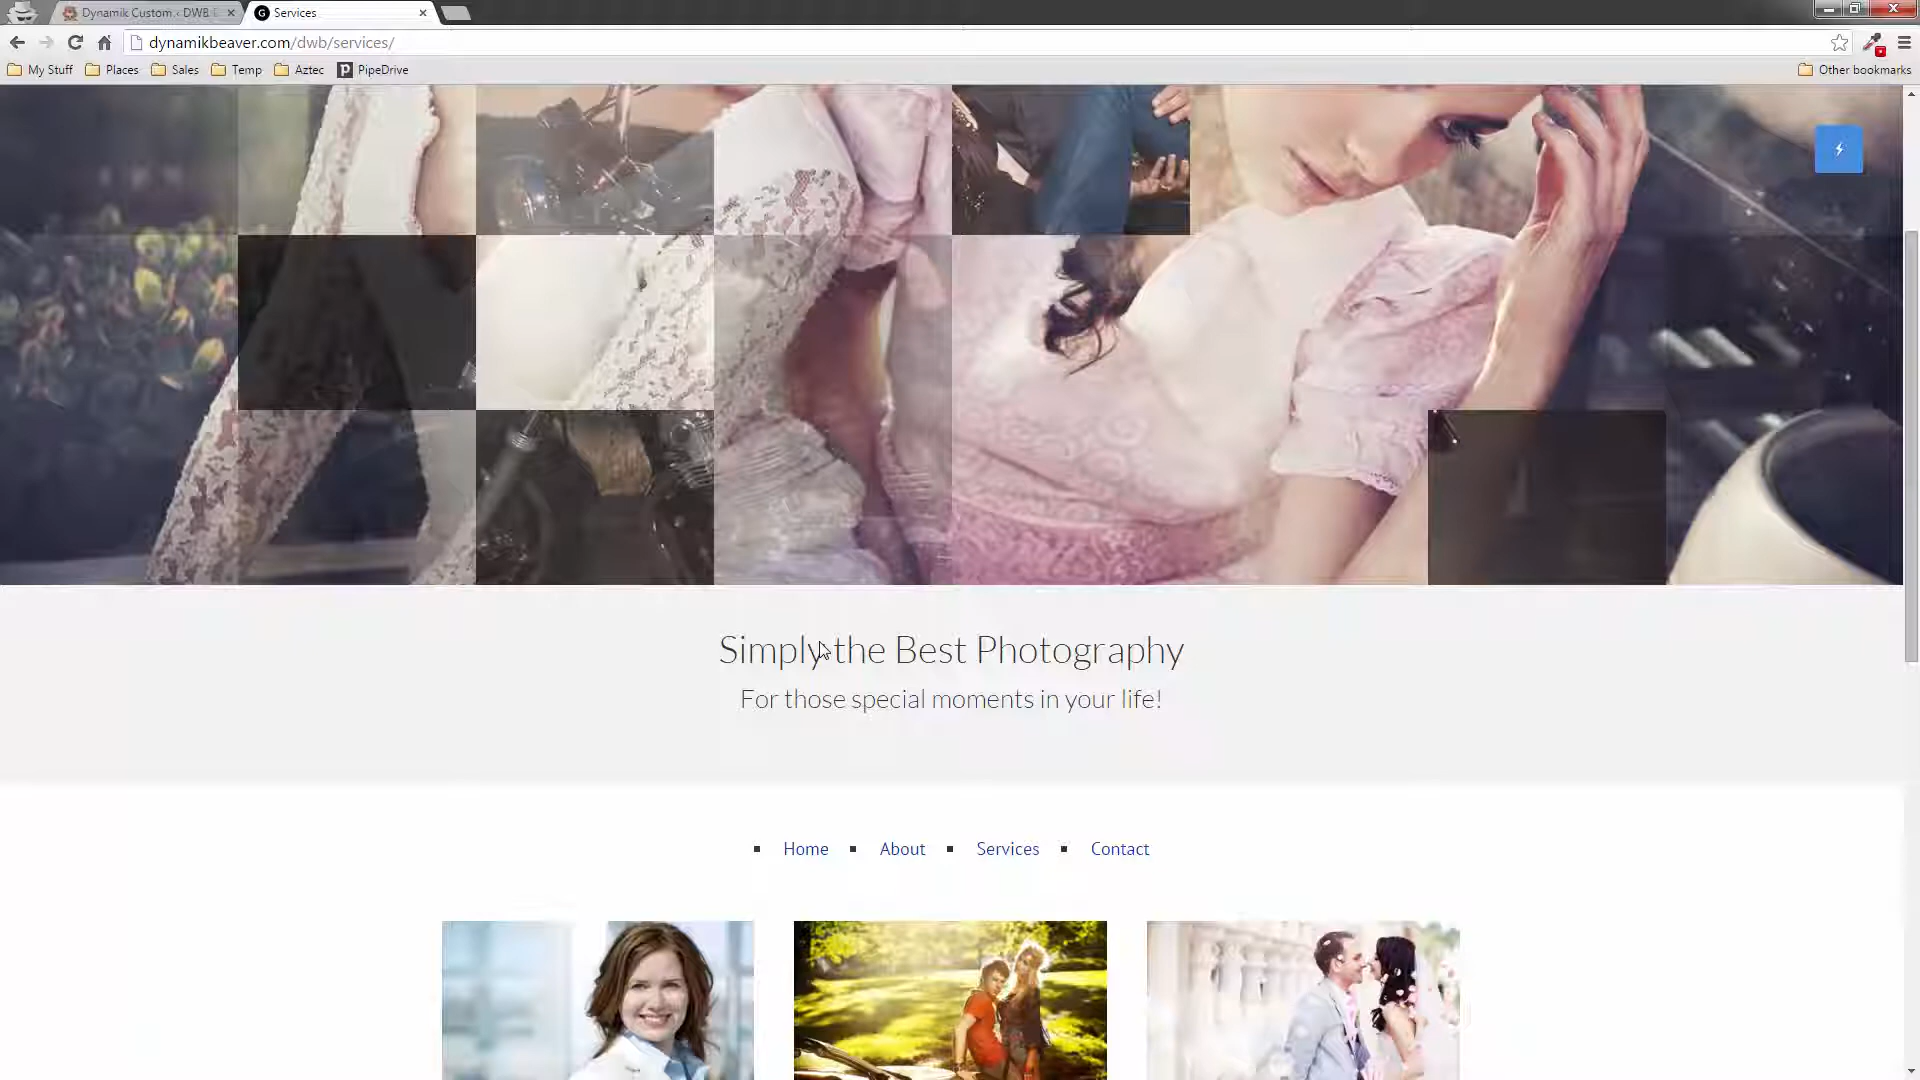 Dynamik Custom ‹ DWB
Services
dynamikbeaver.com/dwb/services/
My Stuff
Places
Sales
Temp
Aztec
PipeDrive
Other bookmarks
Simply the Best Photography
For those special moments in your life!
Home
About
Services
Contact